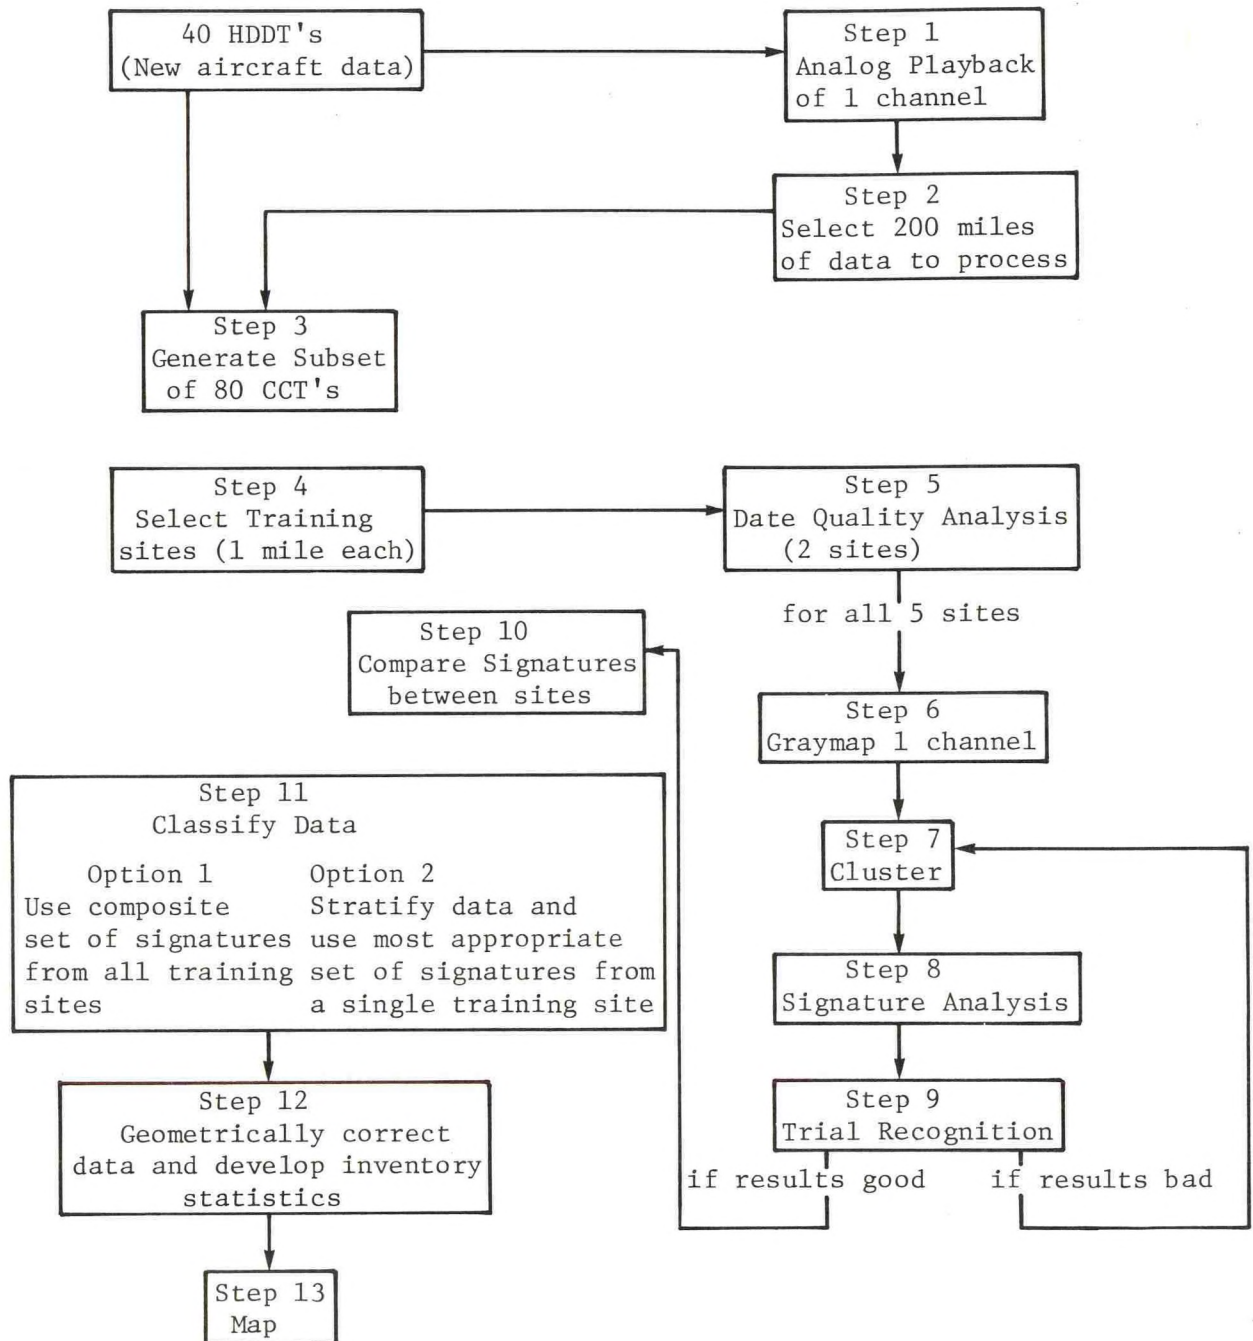 40 HDDT's
(New aircraft data)
Step 1
Analog Playback
of 1 channel
Step 2
Select 200 miles
of data to process
Step 3
Generate Subset
of 80 CCT's
Step 4
Select Training
sites (1 mile each)
Step 5
Date Quality Analysis
(2 sites)
for all 5 sites
Step 6
Graymap 1 channel
Step 7
Cluster
Step 8
Signature Analysis
Step 9
Trial Recognition
if results good
if results bad
Step 10
Compare Signatures
between sites
Step 11
Classify Data
Option 1
Use composite
set of signatures
from all training
sites
Option 2
Stratify data and
use most appropriate
set of signatures from
a single training site
Step 12
Geometrically correct
data and develop inventory
statistics
Step 13
Map